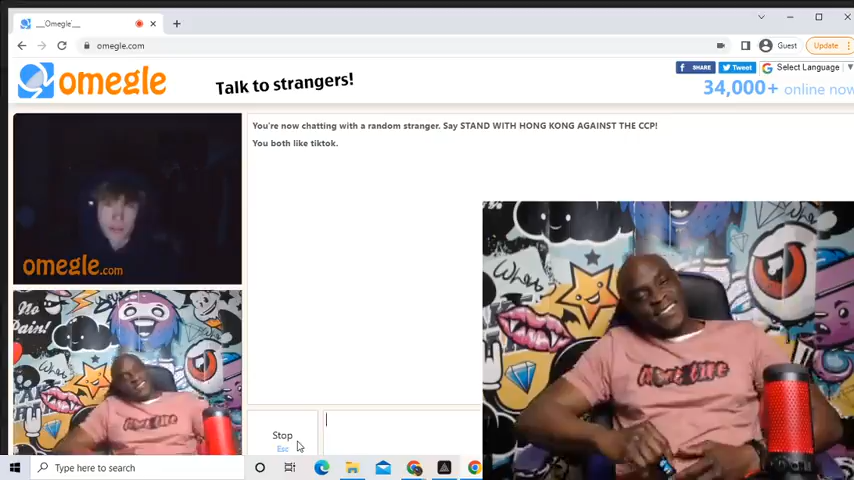 __Omegle__
omegle.com
Guest
Update
omegle
Talk to strangers!
SHARE
Tweet
Select Language
34,000+ online now
You're now chatting with a random stranger. Say STAND WITH HONG KONG AGAINST THE CCP!
You both like tiktok.
omegle.com
No
Pain!
Whos
Whos
Stop
Esc
Type here to search